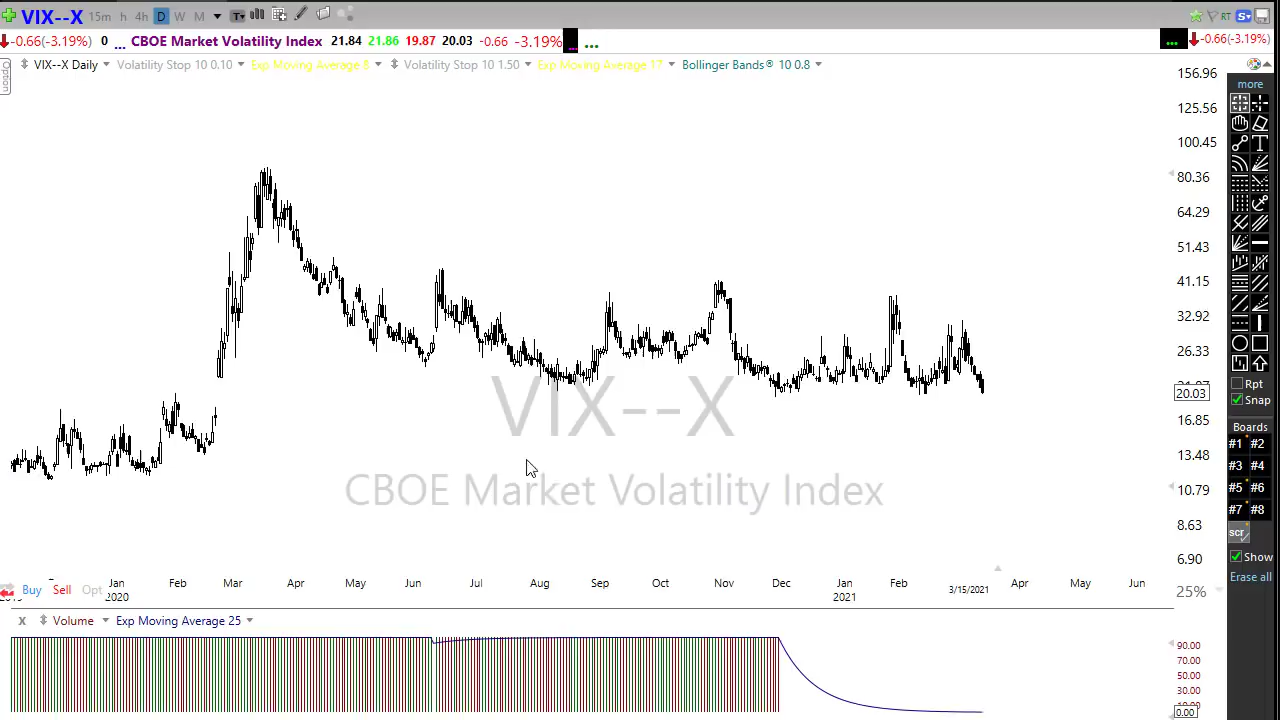 VIX--X 15m h 4h D W M T RT S
-0.66(-3.19%) 0 ... CBOE Market Volatility Index 21.84 21.86 19.87 20.03 -0.66 -3.19% ... ... ... -0.66(-3.19%)
VIX--X Daily Volatility Stop 10 0.10 Exp Moving Average 8 Volatility Stop 10 1.50 Exp Moving Average 17 Bollinger Bands® 10 0.8
Option
156.96
125.56
100.45
80.36
64.29
51.43
41.15
32.92
26.33
20.03
16.85
13.48
10.79
8.63
6.90
more
T
Rpt
Snap
Boards
#1 #2
#3 #4
#5 #6
#7 #8
scr
Show
Erase all
VIX--X
CBOE Market Volatility Index
Jan Feb Mar Apr May Jun Jul Aug Sep Oct Nov Dec Jan Feb Apr May Jun
2020 2021 3/15/2021
Buy Sell Opt
25%
X Volume Exp Moving Average 25
90.00
70.00
50.00
30.00
0.00